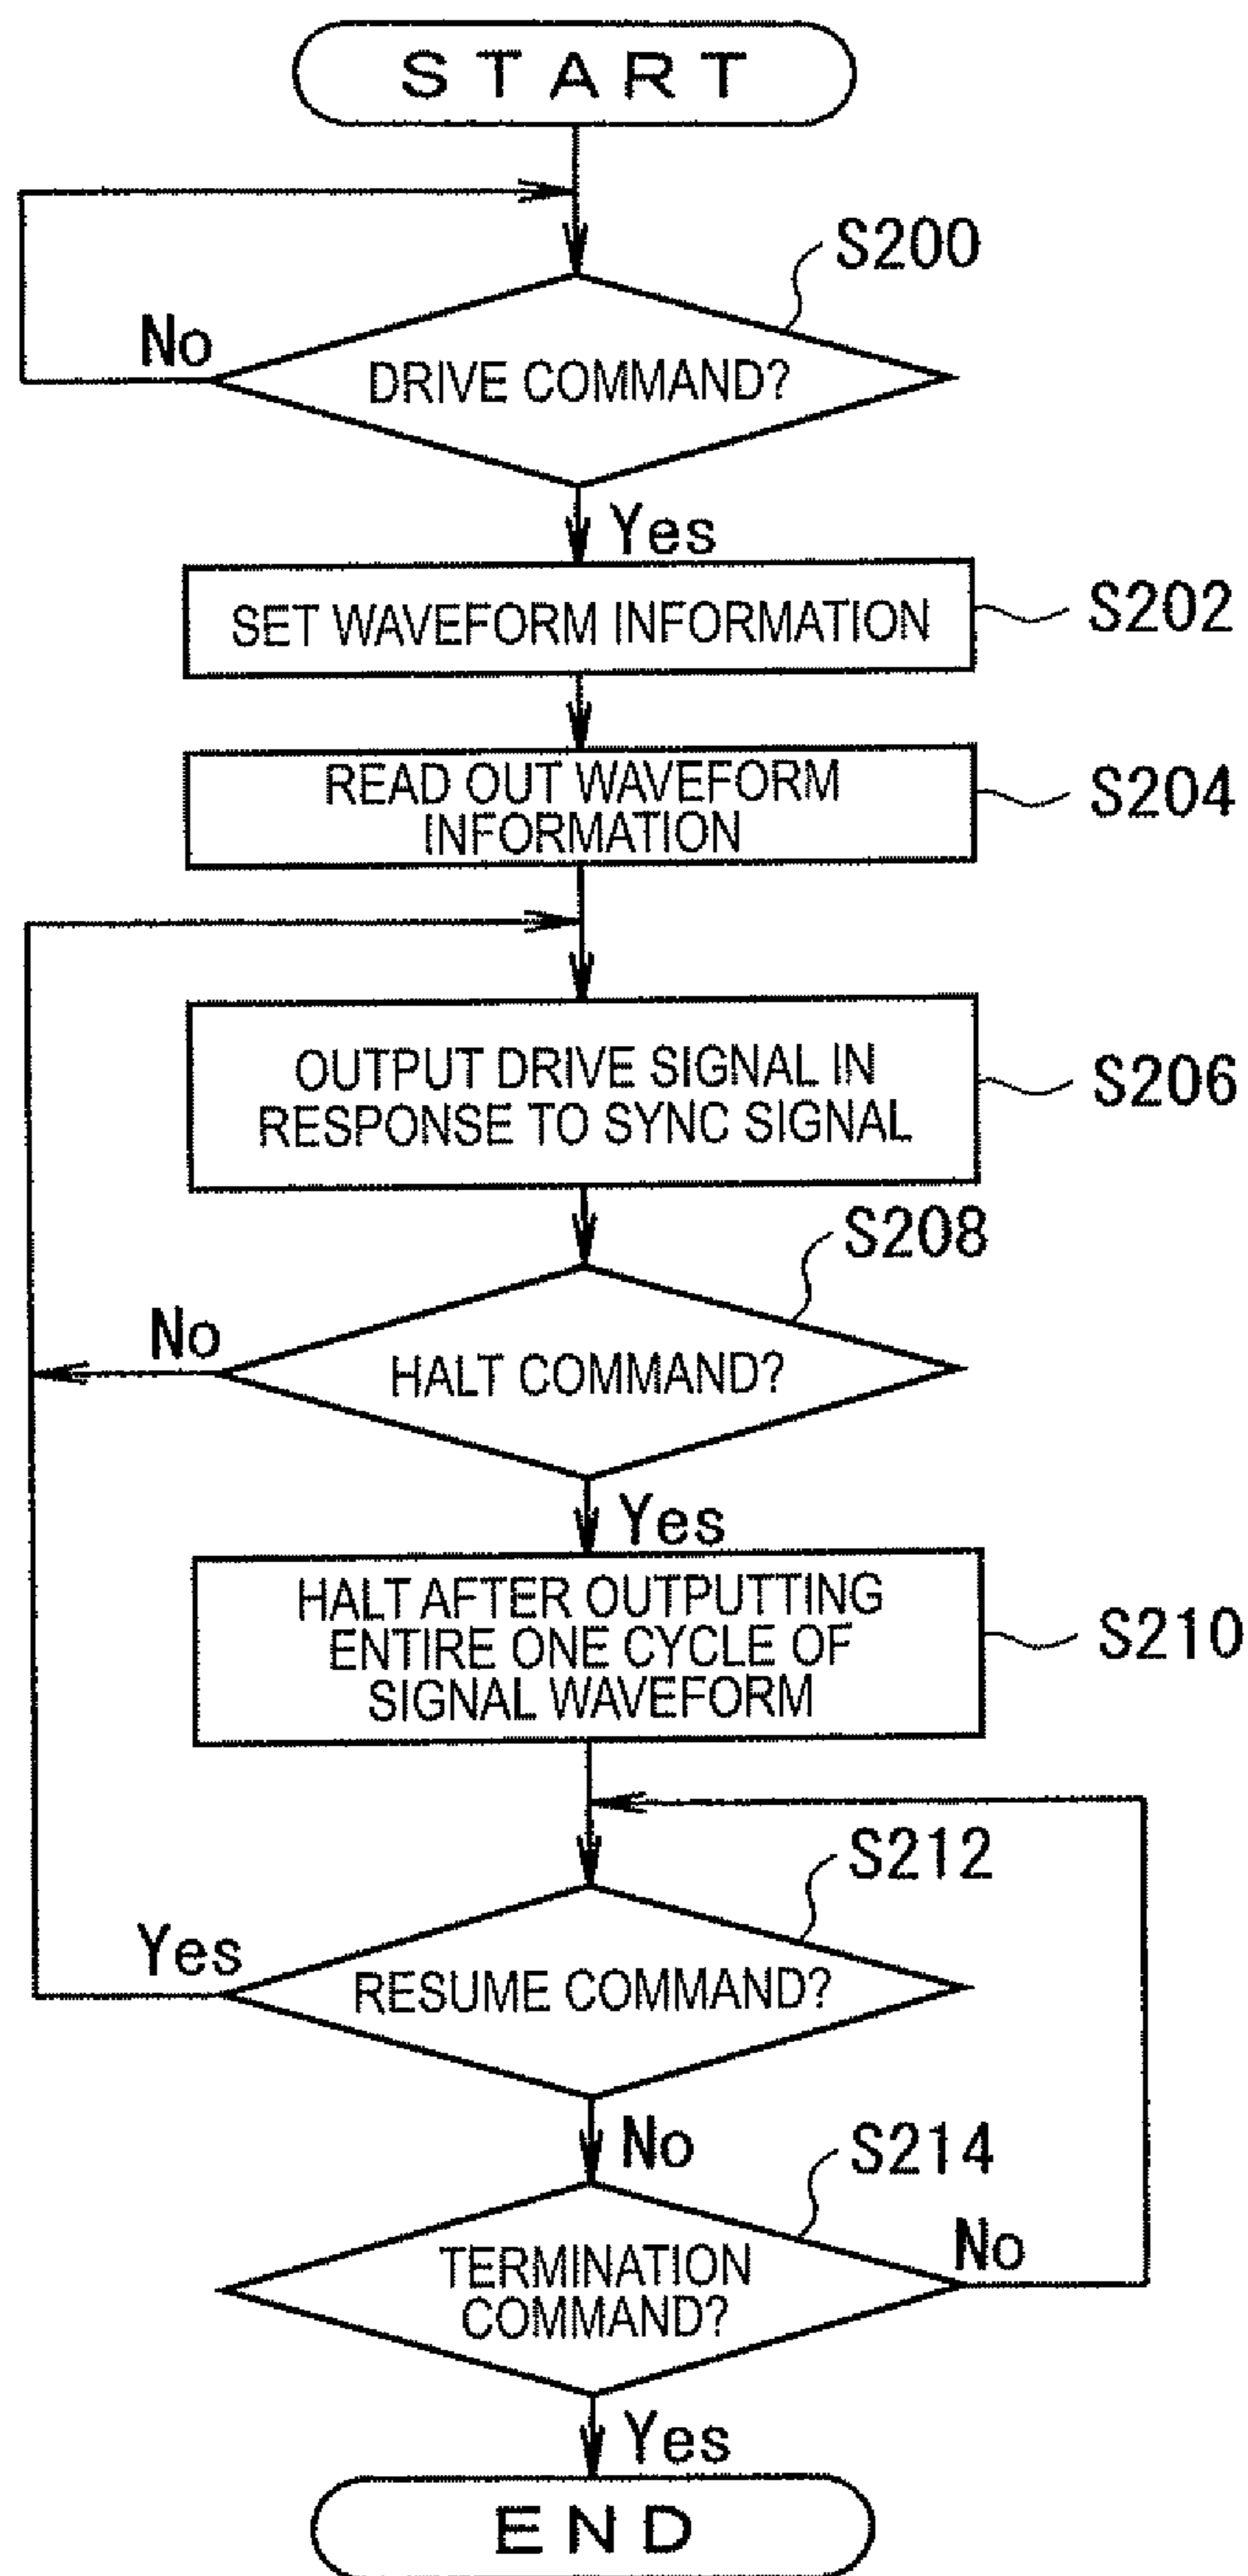 START
S200
No
DRIVE COMMAND?
Yes
SET WAVEFORM INFORMATION
S202
READ OUT WAVEFORM
INFORMATION
S204
OUTPUT DRIVE SIGNAL IN
RESPONSE TO SYNC SIGNAL
S206
S208
No
HALT COMMAND?
Yes
HALT AFTER OUTPUTTING
ENTIRE ONE CYCLE OF
SIGNAL WAVEFORM
S210
S212
Yes
RESUME COMMAND?
No
S214
No
TERMINATION
COMMAND?
Yes
END